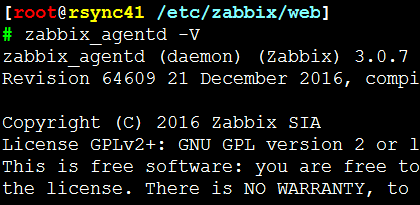 [root@rsync41 /etc/zabbix/web]
# zabbix_agentd -V
zabbix_agentd (daemon) (Zabbix) 3.0.7
Revision 64609 21 December 2016, compi
Copyright (C) 2016 Zabbix SIA
License GPLv2+: GNU GPL version 2 or l
This is free software: you are free to
the license. There is NO WARRANTY, to